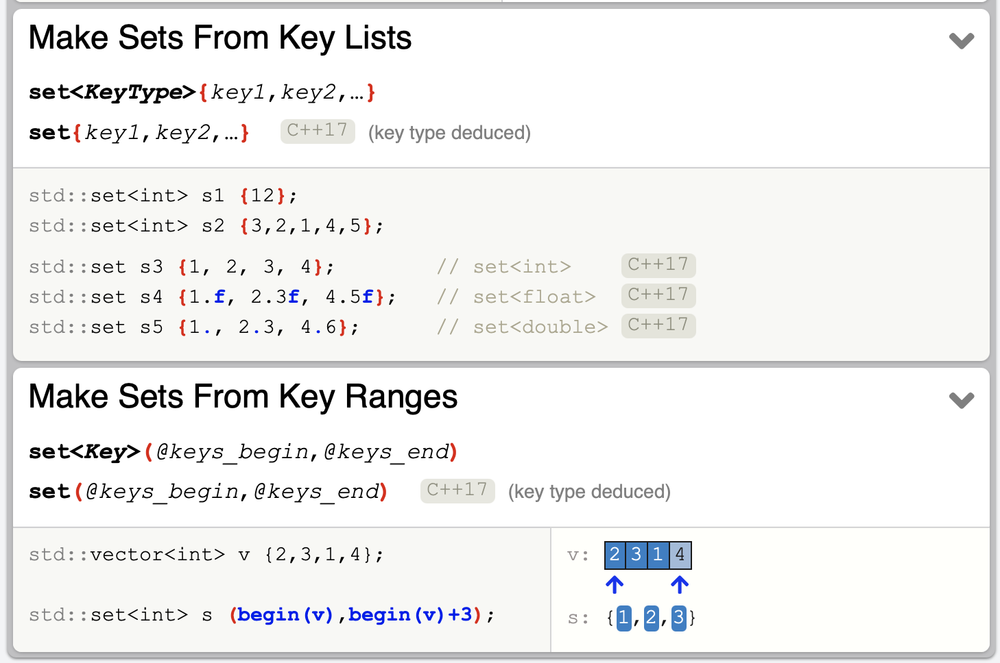 Make Sets From Key Lists
set<KeyType>{key1,key2,…}
set{key1,key2,…} C++17 (key type deduced)
std::set<int> s1 {12};
std::set<int> s2 {3,2,1,4,5};
std::set s3 {1, 2, 3, 4}; // set<int> C++17
std::set s4 {1.f, 2.3f, 4.5f}; // set<float> C++17
std::set s5 {1., 2.3, 4.6}; // set<double> C++17
Make Sets From Key Ranges
set<Key>(@keys_begin,@keys_end)
set(@keys_begin,@keys_end) C++17 (key type deduced)
std::vector<int> v {2,3,1,4};
std::set<int> s (begin(v),begin(v)+3);
v: 2 3 1 4
s: {1,2,3}